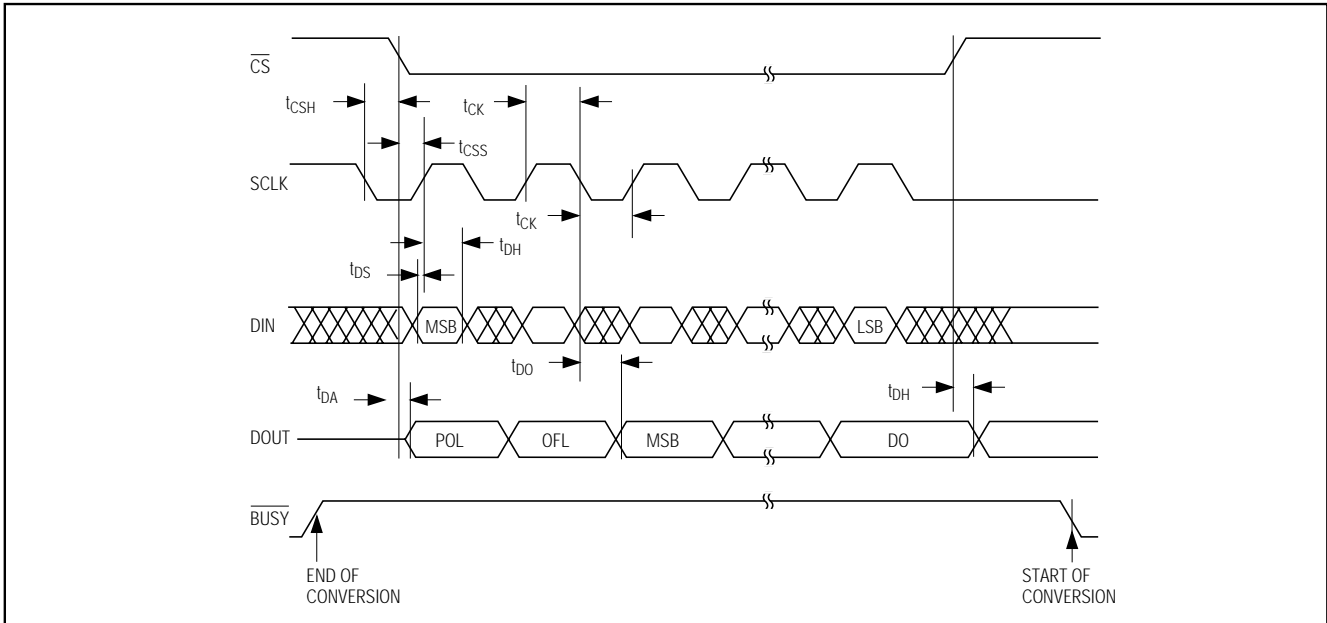 CS
tCSH
tCK
tCSS
SCLK
tCK
tDH
tDS
DIN
MSB
LSB
tDO
tDA
tDH
DOUT
POL
OFL
MSB
DO
BUSY
END OF
CONVERSION
START OF
CONVERSION